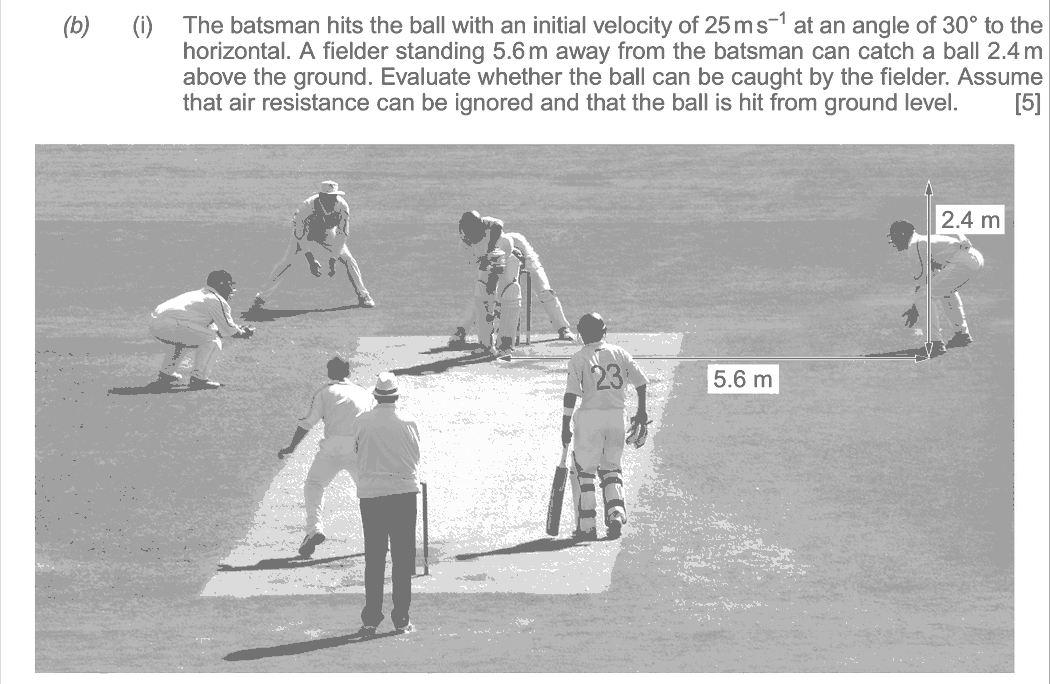 (b) (i) The batsman hits the ball with an initial velocity of 25 m s⁻¹ at an angle of 30° to the
horizontal. A fielder standing 5.6 m away from the batsman can catch a ball 2.4 m
above the ground. Evaluate whether the ball can be caught by the fielder. Assume
that air resistance can be ignored and that the ball is hit from ground level. [5]
2.4 m
5.6 m
23